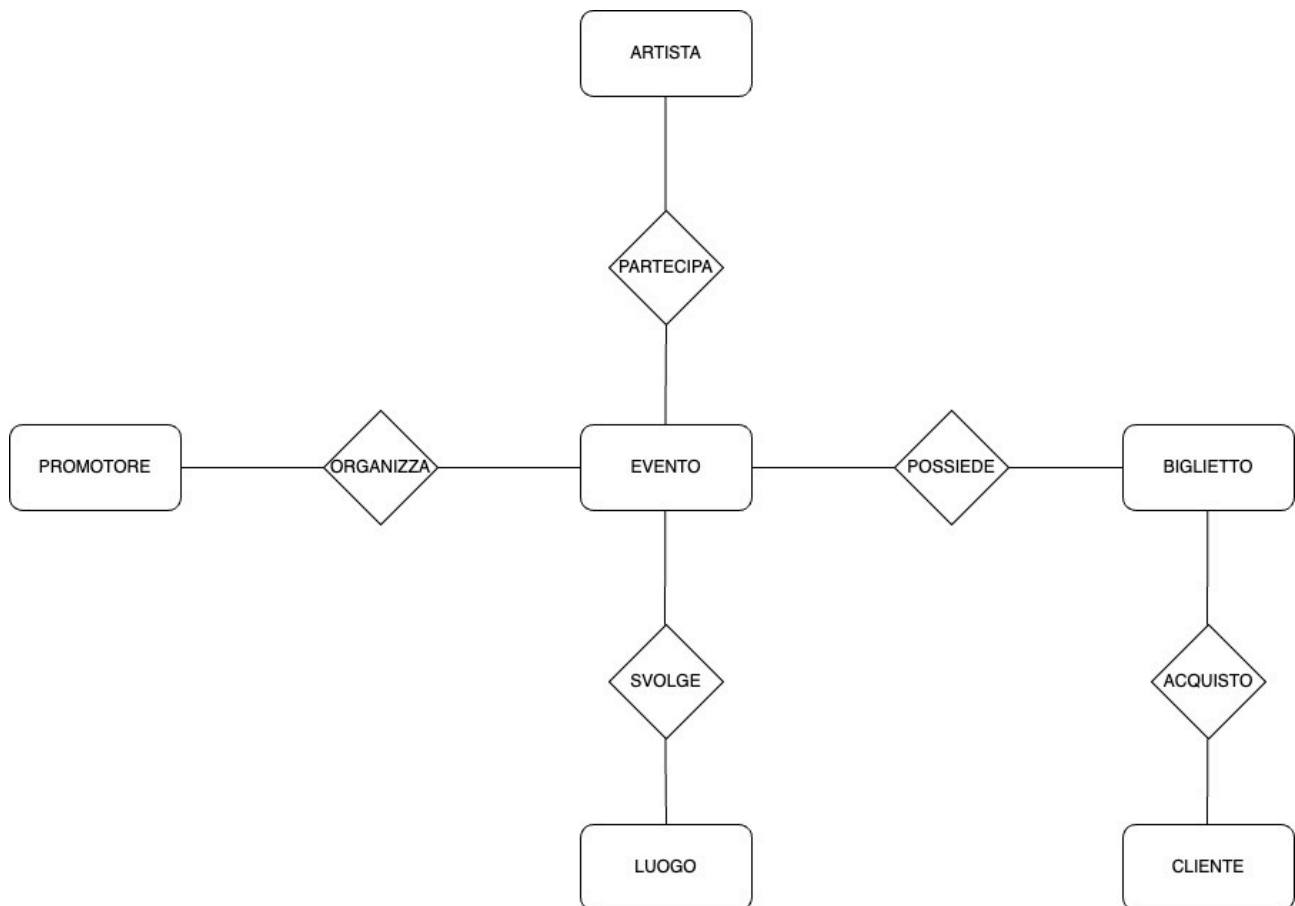 ARTISTA
PARTECIPA
PROMOTORE
ORGANIZZA
EVENTO
POSSIEDE
BIGLIETTO
SVOLGE
ACQUISTO
LUOGO
CLIENTE